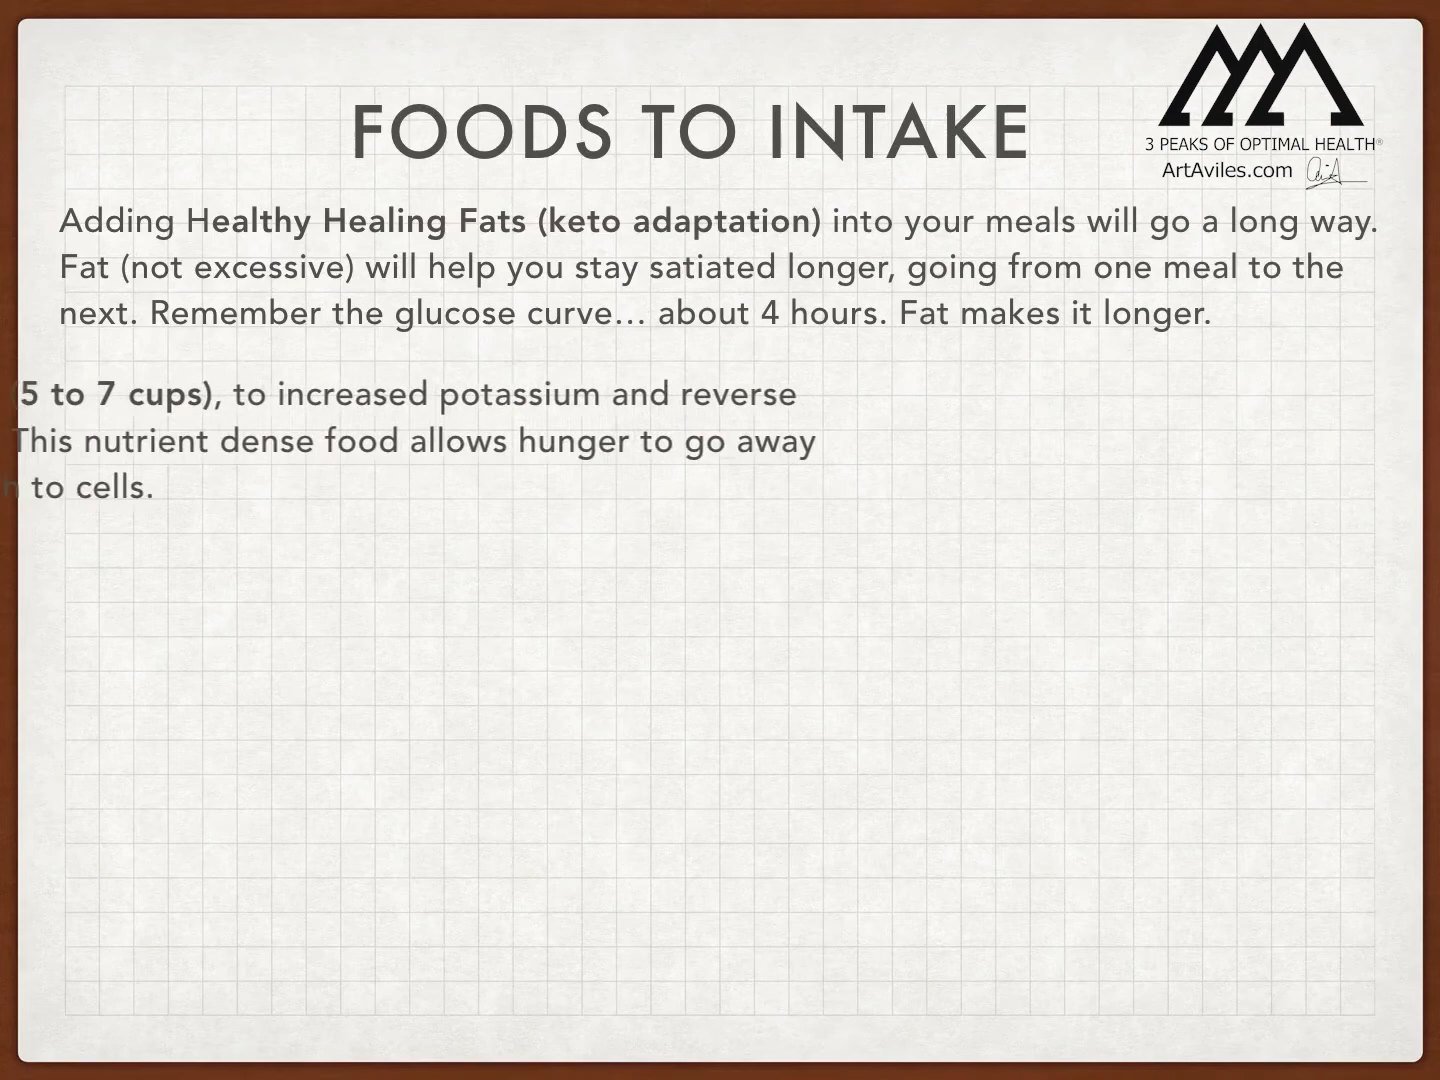 3 PEAKS OF OPTIMAL HEALTH®
ArtAviles.com
FOODS TO INTAKE
Adding Healthy Healing Fats (keto adaptation) into your meals will go a long way.
Fat (not excessive) will help you stay satiated longer, going from one meal to the
next. Remember the glucose curve… about 4 hours. Fat makes it longer.
(5 to 7 cups), to increased potassium and reverse
This nutrient dense food allows hunger to go away
to cells.